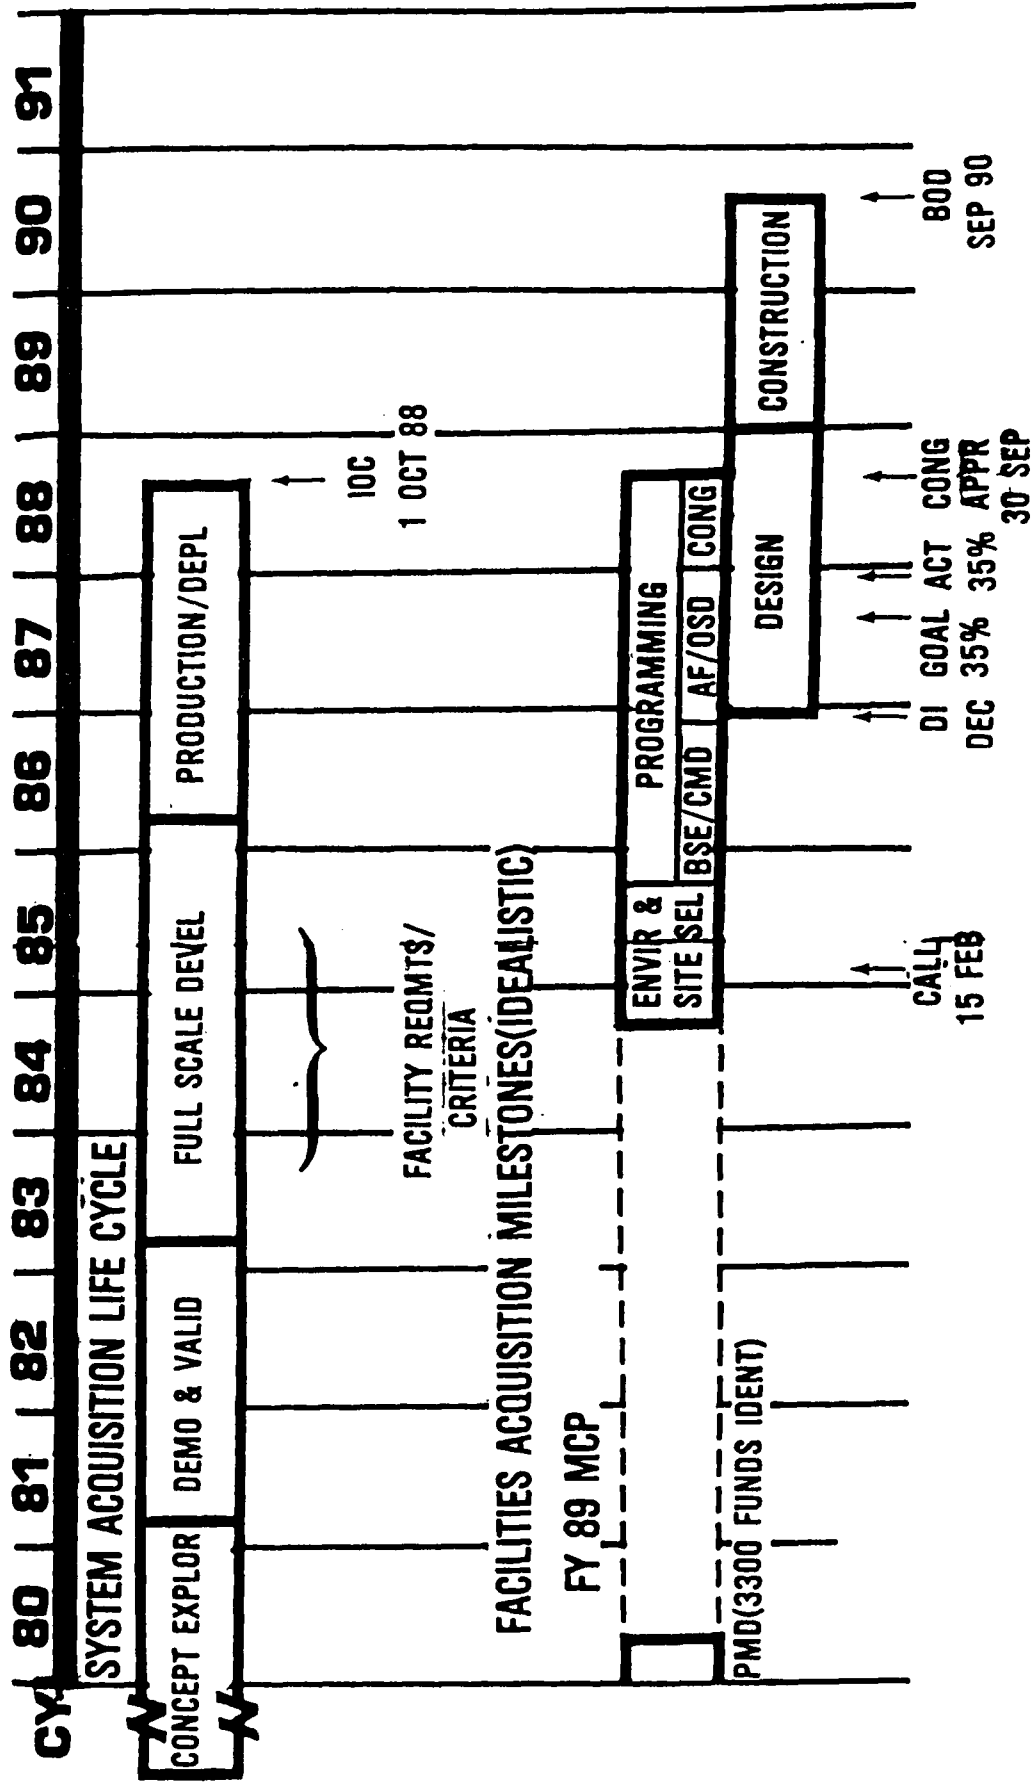 CY 80 81 82 83 84 85 86 87 88 89 90 91
SYSTEM ACQUISITION LIFE CYCLE
CONCEPT EXPLOR
DEMO & VALID
FULL SCALE DEVEL
PRODUCTION/DEPL
IOC
1 OCT 88
FACILITY REQMTS/
CRITERIA
FACILITIES ACQUISITION MILESTONES(IDEALISTIC)
FY 89 MCP
ENVIR &
SITE SEL
PROGRAMMING
BSE/CMD
AF/OSD
CONG
PMD(3300 FUNDS IDENT)
DESIGN
CONSTRUCTION
CALL
15 FEB
DI
DEC
GOAL
35%
ACT
35%
CONG
APPR
30 SEP
BOD
SEP 90